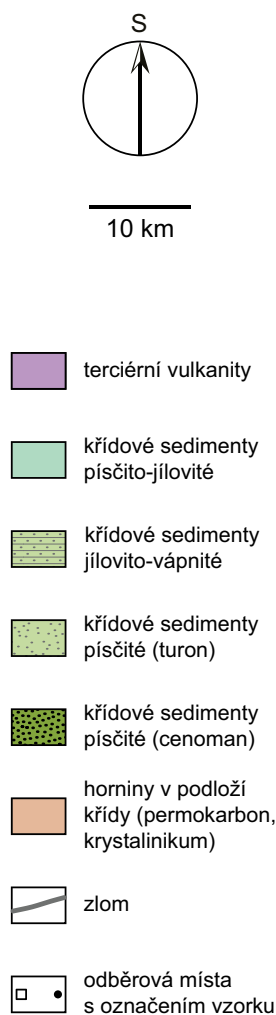 S
10 km
terciérní vulkanity
křídové sedimenty
písčito-jílovité
křídové sedimenty
jílovito-vápnité
křídové sedimenty
písčité (turon)
křídové sedimenty
písčité (cenoman)
horniny v podloží
křídy (permokarbon,
krystalinikum)
zlom
odběrová místa
s označením vzorku